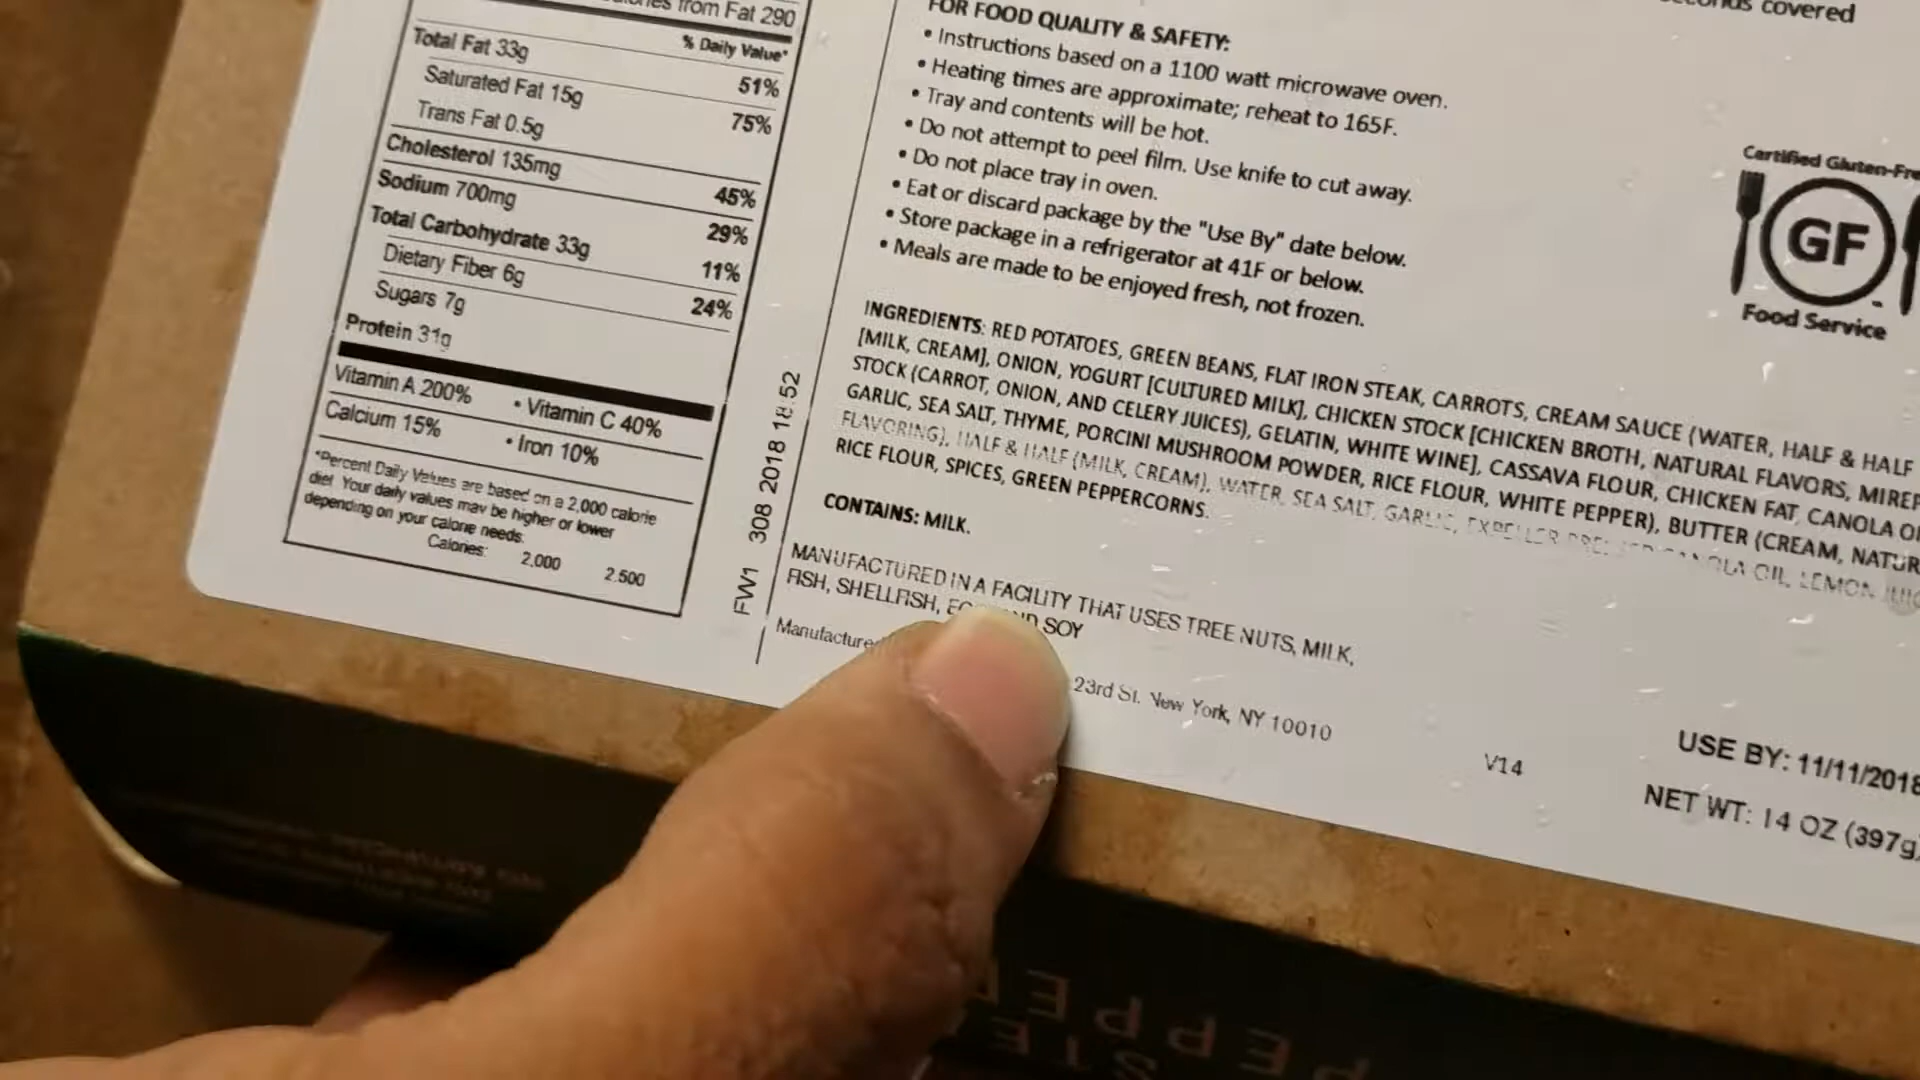 from Fat 290
% Daily Value*
Total Fat 33g 51%
Saturated Fat 15g 75%
Trans Fat 0.5g
Cholesterol 135mg 45%
Sodium 700mg 29%
Total Carbohydrate 33g 11%
Dietary Fiber 6g 24%
Sugars 7g
Protein 31g
Vitamin A 200% • Vitamin C 40%
Calcium 15% • Iron 10%
*Percent Daily Values are based on a 2,000 calorie
diet. Your daily values may be higher or lower
depending on your calorie needs:
Calories: 2,000 2,500
FW1 308 2018 18:52
covered
FOR FOOD QUALITY & SAFETY:
• Instructions based on a 1100 watt microwave oven.
• Heating times are approximate; reheat to 165F.
• Tray and contents will be hot.
• Do not attempt to peel film. Use knife to cut away.
• Do not place tray in oven.
• Eat or discard package by the "Use By" date below.
• Store package in a refrigerator at 41F or below.
• Meals are made to be enjoyed fresh, not frozen.
Certified Gluten-Fre
GF
Food Service
INGREDIENTS: RED POTATOES, GREEN BEANS, FLAT IRON STEAK, CARROTS, CREAM SAUCE (WATER, HALF & HALF
[MILK, CREAM], ONION, YOGURT [CULTURED MILK], CHICKEN STOCK [CHICKEN BROTH, NATURAL FLAVORS, MIREP
STOCK (CARROT, ONION, AND CELERY JUICES), GELATIN, WHITE WINE], CASSAVA FLOUR, CHICKEN FAT, CANOLA OI
GARLIC, SEA SALT, THYME, PORCINI MUSHROOM POWDER, RICE FLOUR, WHITE PEPPER), BUTTER (CREAM, NATUR
FLAVORING), HALF & HALF (MILK, CREAM), WATER, SEA SALT, GARLIC, EXPELLER PRESSED CANOLA OIL, LEMON JUIC
RICE FLOUR, SPICES, GREEN PEPPERCORNS.
CONTAINS: MILK.
MANUFACTURED IN A FACILITY THAT USES TREE NUTS, MILK,
FISH, SHELLFISH, SOY
Manufacture 23rd St. New York, NY 10010
V14
USE BY: 11/11/2018
NET WT: 14 OZ (397g)